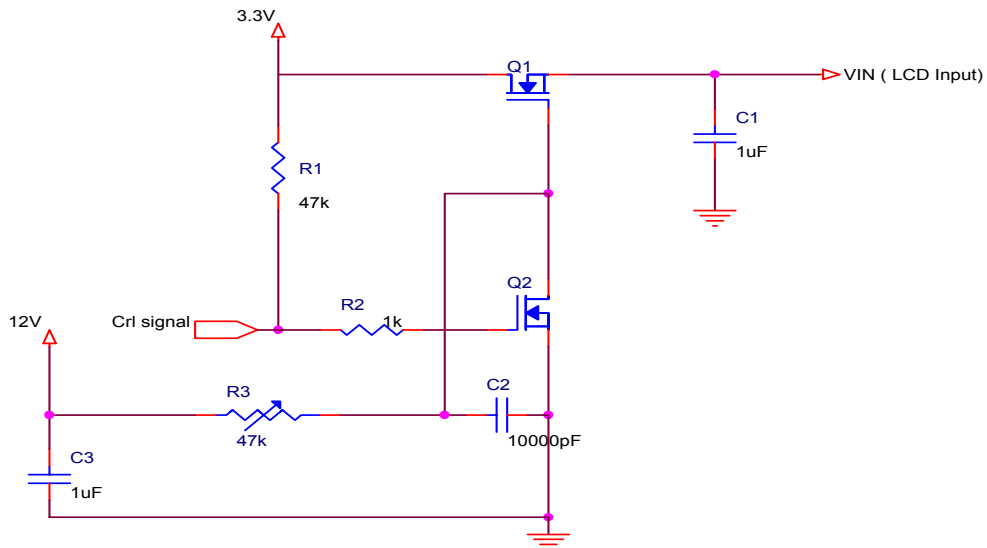 3.3V
Q1
VIN ( LCD Input)
C1
1uF
R1
47k
Q2
R2
1k
12V
Crl signal
R3
47k
C2
10000pF
C3
1uF